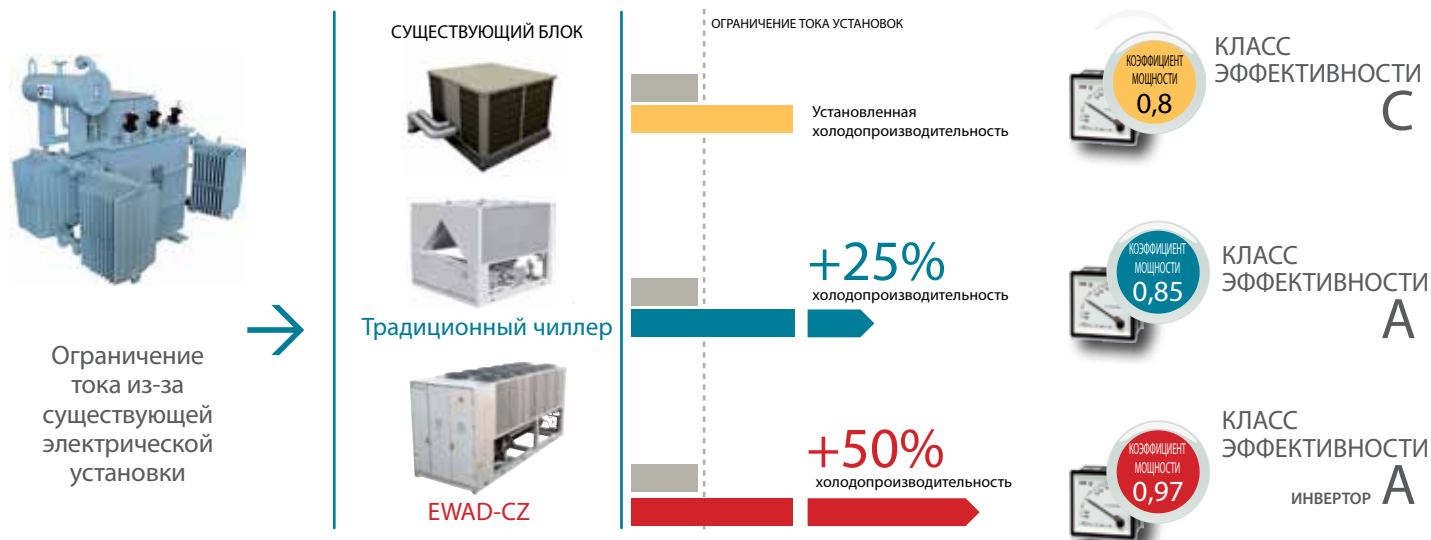 Ограничение
тока из-за
существующей
электрической
установки
СУЩЕСТВУЮЩИЙ БЛОК
Традиционный чиллер
EWAD-CZ
ОГРАНИЧЕНИЕ ТОКА УСТАНОВОК
Установленная
холодопроизводительность
+25%
холодопроизводительность
+50%
холодопроизводительность
КОЭФФИЦИЕНТ
МОЩНОСТИ
0,8
КЛАСС
ЭФФЕКТИВНОСТИ
C
КОЭФФИЦИЕНТ
МОЩНОСТИ
0,85
КЛАСС
ЭФФЕКТИВНОСТИ
A
КОЭФФИЦИЕНТ
МОЩНОСТИ
0,97
КЛАСС
ЭФФЕКТИВНОСТИ
ИНВЕРТОР A